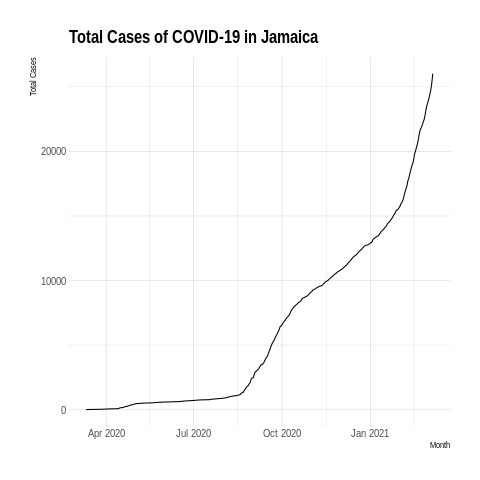 Total Cases of COVID-19 in Jamaica
Total Cases
20000
10000
0
Apr 2020 Jul 2020 Oct 2020 Jan 2021
Month